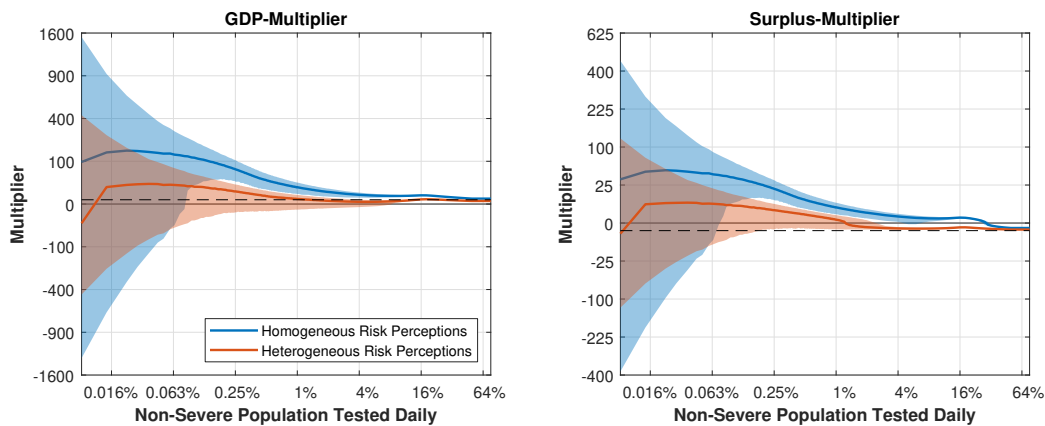 GDP-Multiplier
Multiplier
1600
900
400
100
0
-100
-400
-900
-1600
Homogeneous Risk Perceptions
Heterogeneous Risk Perceptions
0.016% 0.063% 0.25% 1% 4% 16% 64%
Non-Severe Population Tested Daily
Surplus-Multiplier
Multiplier
625
400
225
100
25
0
-25
-100
-225
-400
0.016% 0.063% 0.25% 1% 4% 16% 64%
Non-Severe Population Tested Daily